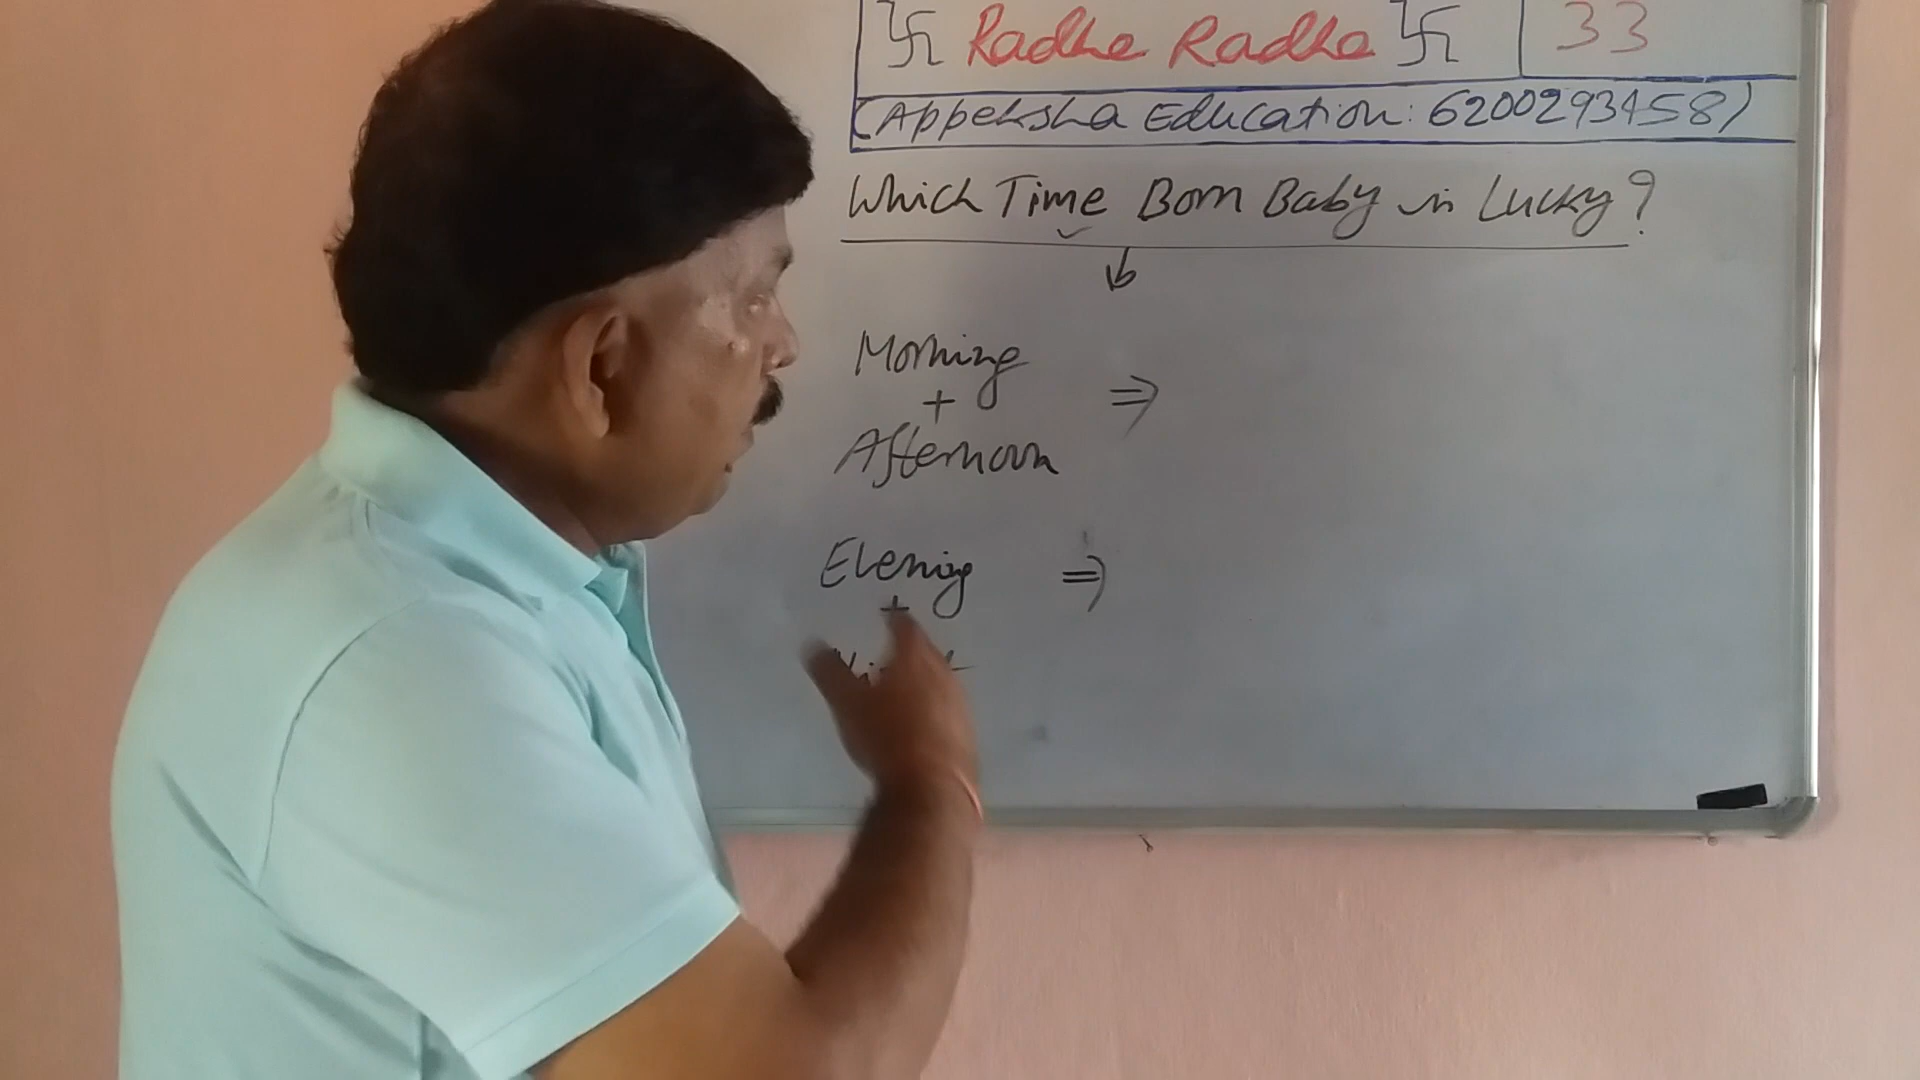 卐 Radhe Radhe 卐 33
(Appeksha Education: 6200293458)
Which Time Born Baby is Lucky?
Morning
+
⇒
Afternoon
Evening ⇒
+